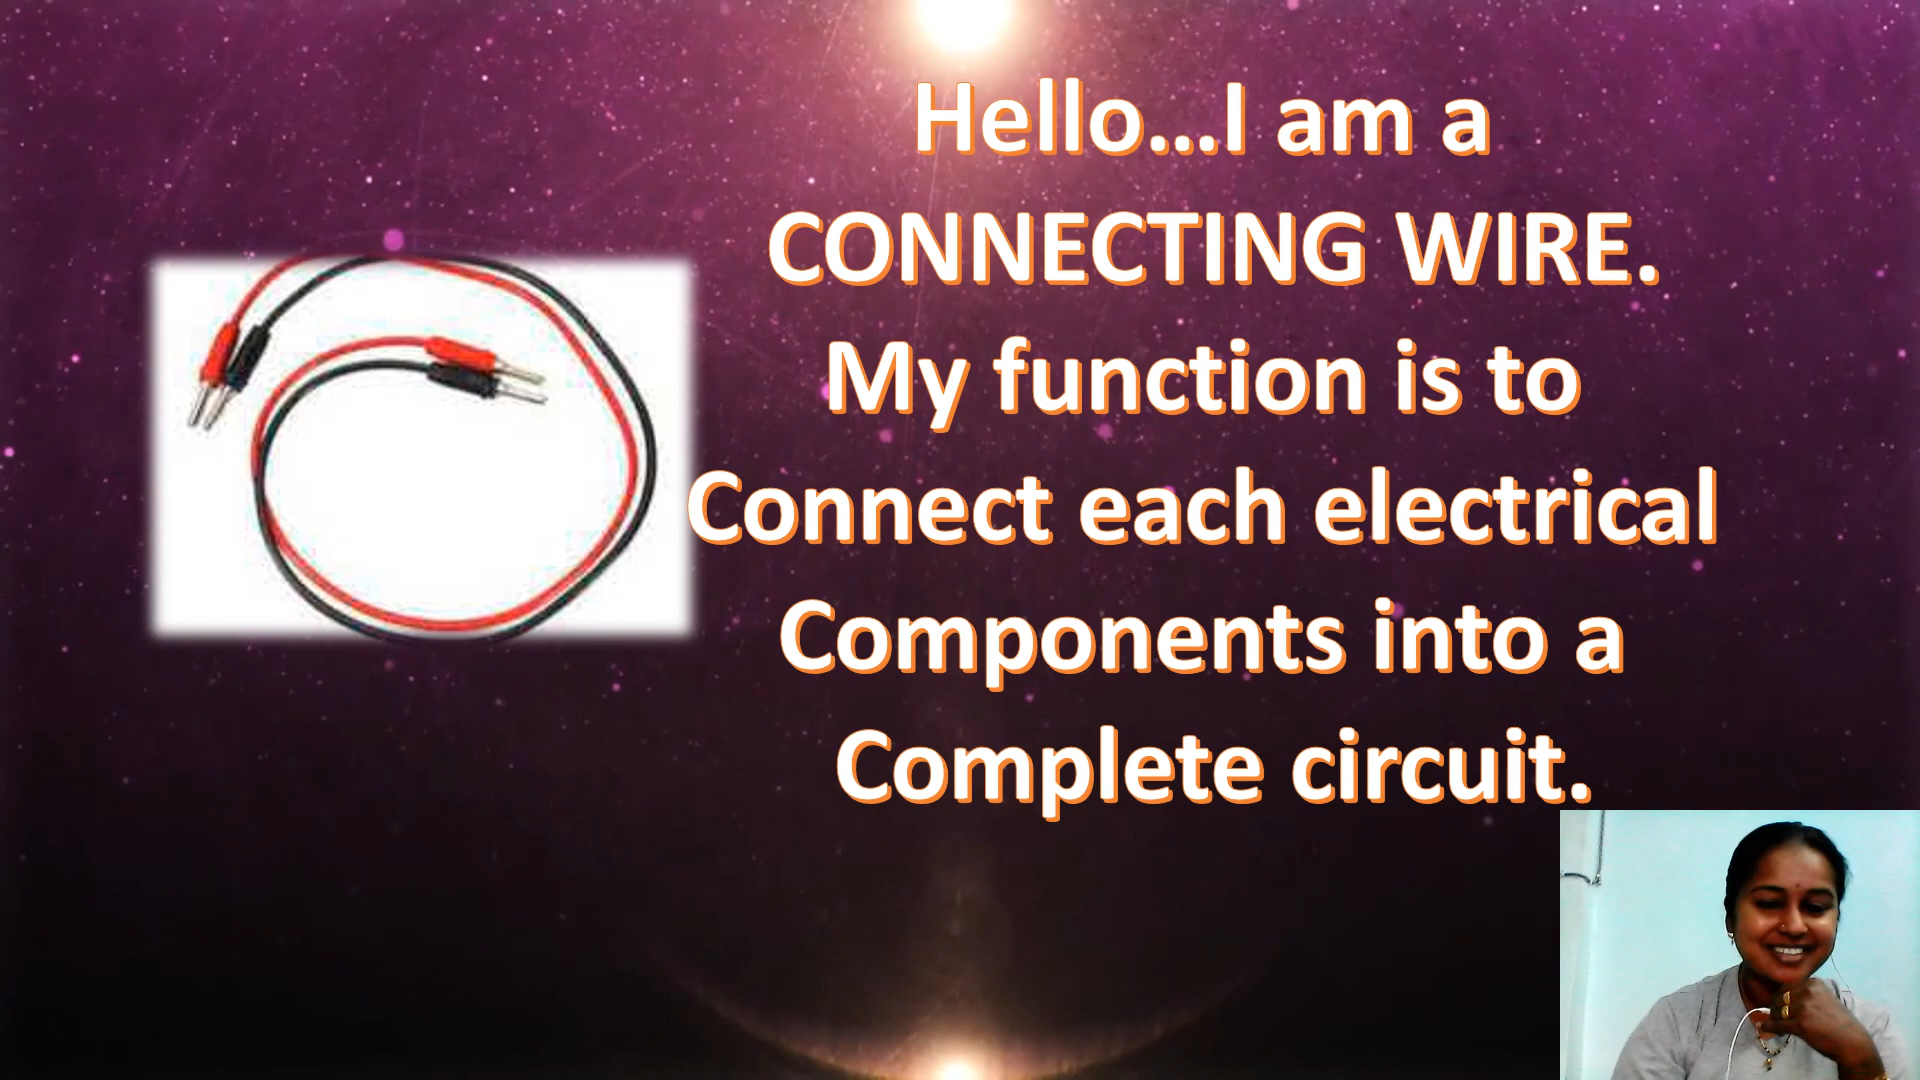 Hello...I am a
CONNECTING WIRE.
My function is to
Connect each electrical
Components into a
Complete circuit.